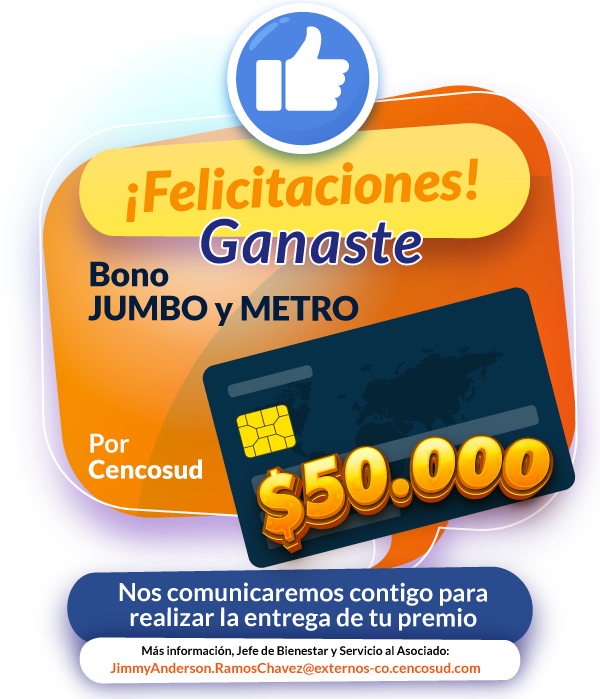 ¡Felicitaciones!
Ganaste
Bono
JUMBO y METRO
Por
Cencosud
$50.000
Nos comunicaremos contigo para
realizar la entrega de tu premio
Más información, Jefe de Bienestar y Servicio al Asociado:
JimmyAnderson.RamosChavez@externos-co.cencosud.com